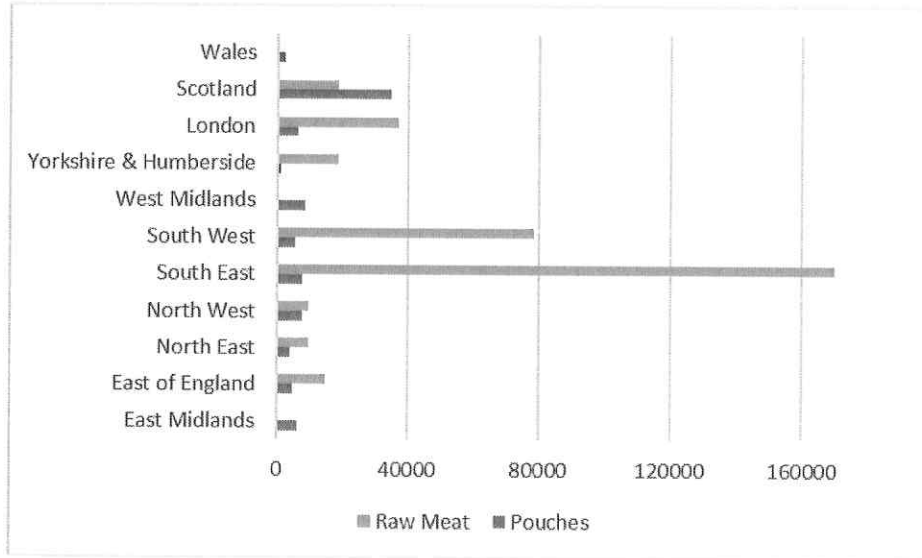 Wales
Scotland
London
Yorkshire & Humberside
West Midlands
South West
South East
North West
North East
East of England
East Midlands
0 40000 80000 120000 160000
Raw Meat Pouches